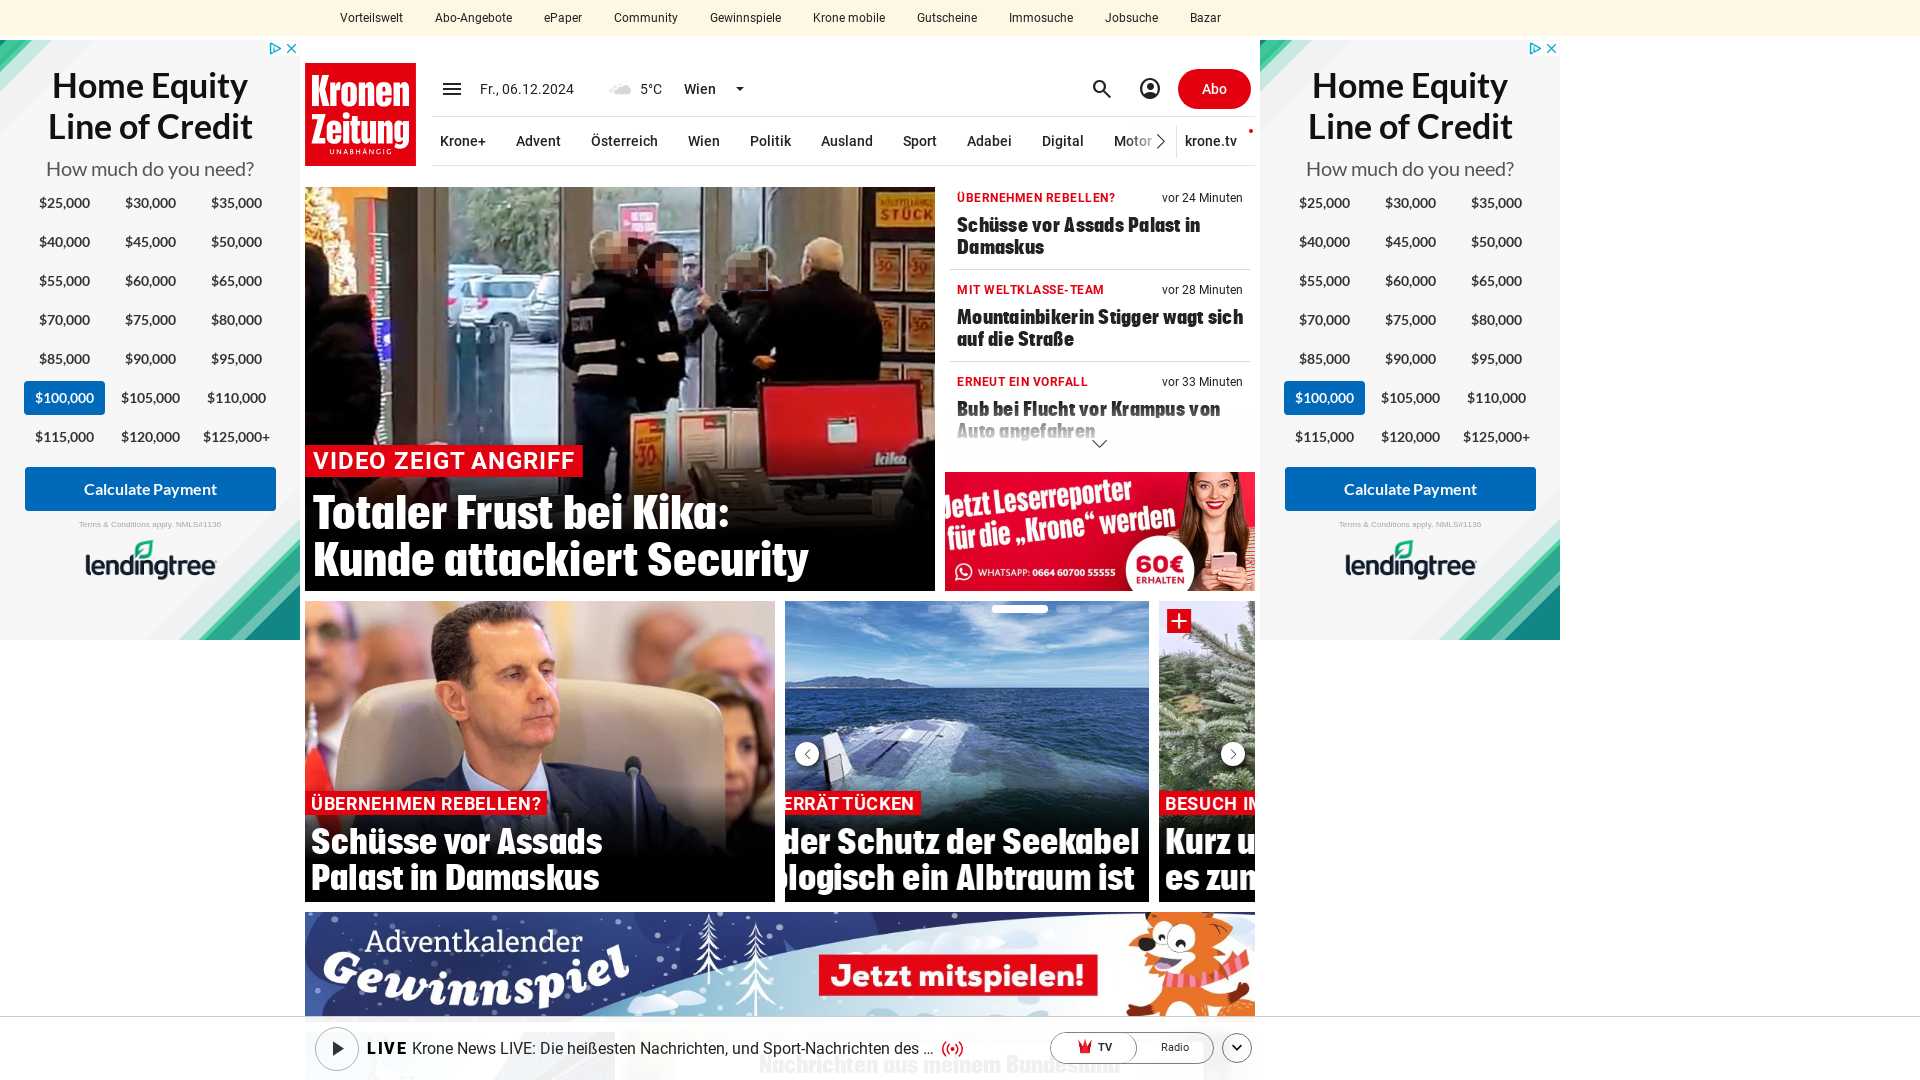 Vorteilswelt
Abo-Angebote
ePaper
Community
Gewinnspiele
Krone mobile
Gutscheine
Immosuche
Jobsuche
Bazar
Home Equity
Line of Credit
How much do you need?
$25,000 $30,000 $35,000
$40,000 $45,000 $50,000
$55,000 $60,000 $65,000
$70,000 $75,000 $80,000
$85,000 $90,000 $95,000
$100,000 $105,000 $110,000
$115,000 $120,000 $125,000+
Calculate Payment
Terms & Conditions apply. NMLS#1136
lendingtree
Kronen
Zeitung
UNABHÄNGIG
Fr., 06.12.2024
5°C
Wien
Abo
Krone+
Advent
Österreich
Wien
Politik
Ausland
Sport
Adabei
Digital
Motor
krone.tv
STÜCK
kika
VIDEO ZEIGT ANGRIFF
Totaler Frust bei Kika:
Kunde attackiert Security
ÜBERNEHMEN REBELLEN?
vor 24 Minuten
Schüsse vor Assads Palast in
Damaskus
MIT WELTKLASSE-TEAM
vor 28 Minuten
Mountainbikerin Stigger wagt sich
auf die Straße
ERNEUT EIN VORFALL
vor 33 Minuten
Bub bei Flucht vor Krampus von
Auto angefahren
Jetzt Leserreporter
für die „Krone“ werden
WHATSAPP: 0664 60700 55555
60€
ERHALTEN
ÜBERNEHMEN REBELLEN?
Schüsse vor Assads
Palast in Damaskus
ERRÄT TÜCKEN
der Schutz der Seekabel
ologisch ein Albtraum ist
BESUCH IM
Kurz u
es zum
Adventkalender
Gewinnspiel
Jetzt mitspielen!
LIVE Krone News LIVE: Die heißesten Nachrichten, und Sport-Nachrichten des ...
TV
Radio
Nachrichten aus meinem Bundesland
Home Equity
Line of Credit
How much do you need?
$25,000 $30,000 $35,000
$40,000 $45,000 $50,000
$55,000 $60,000 $65,000
$70,000 $75,000 $80,000
$85,000 $90,000 $95,000
$100,000 $105,000 $110,000
$115,000 $120,000 $125,000+
Calculate Payment
Terms & Conditions apply. NMLS#1136
lendingtree